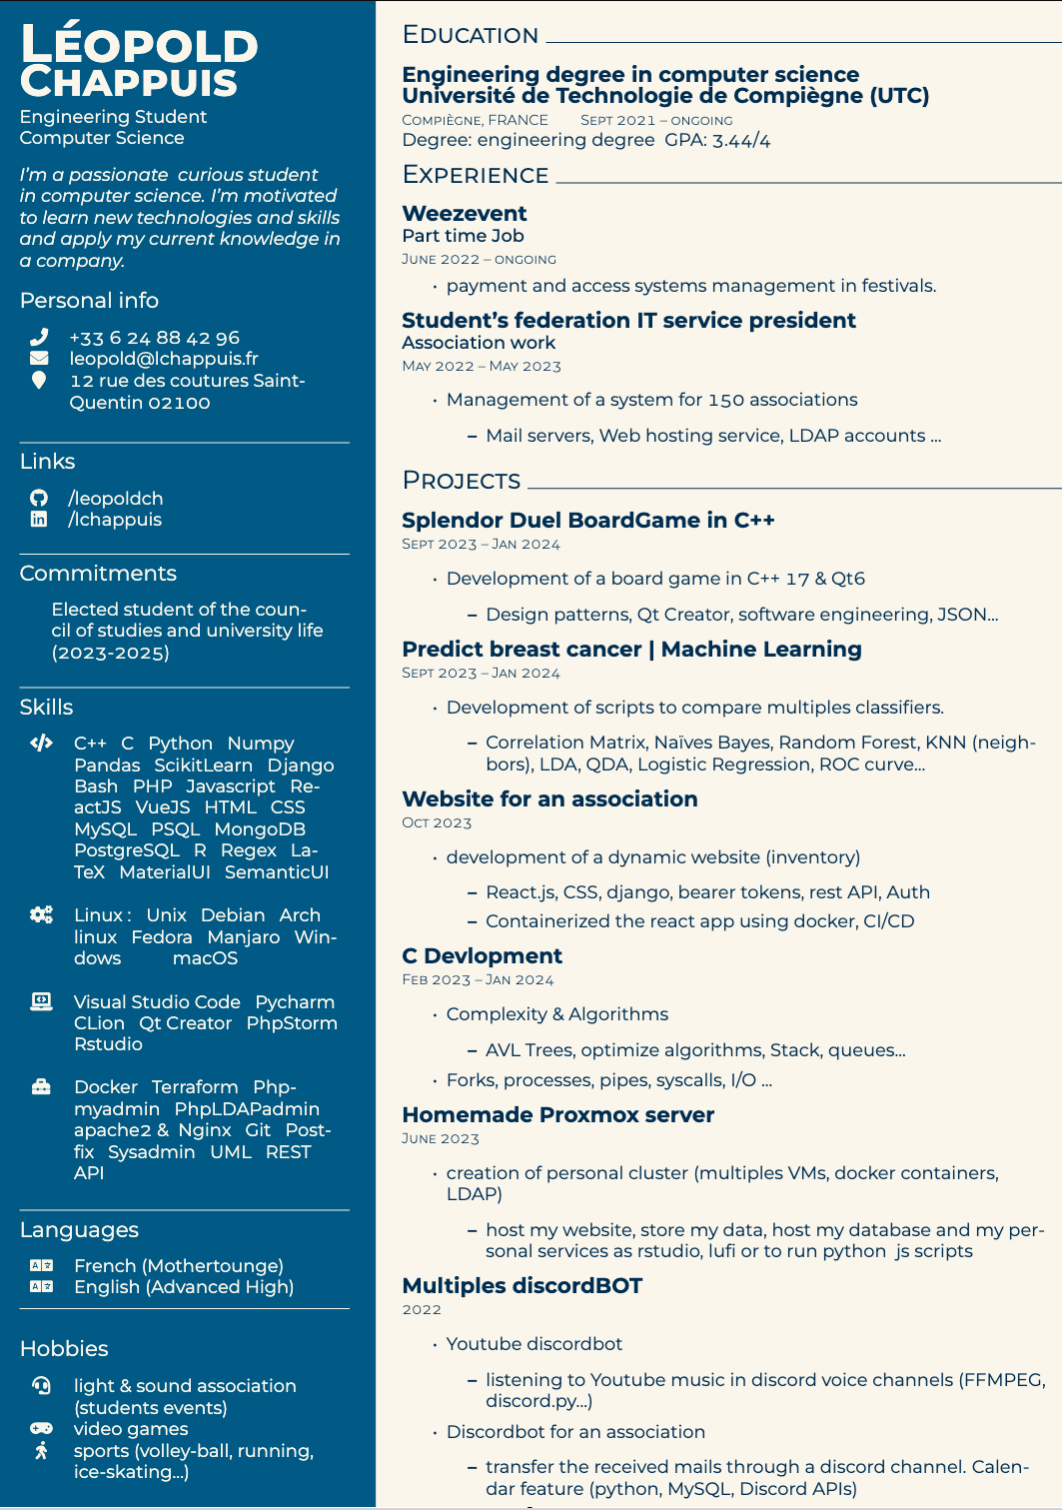 LÉOPOLD
CHAPPUIS
Engineering Student
Computer Science
I'm a passionate  curious student
in computer science. I'm motivated
to learn new technologies and skills
and apply my current knowledge in
a company.
Personal info
+33 6 24 88 42 96
leopold@lchappuis.fr
12 rue des coutures Saint-
Quentin 02100
Links
/leopoldch
/lchappuis
Commitments
Elected student of the coun-
cil of studies and university life
(2023-2025)
Skills
C++ C Python Numpy
Pandas ScikitLearn Django
Bash PHP Javascript Re-
actJS VueJS HTML CSS
MySQL PSQL MongoDB
PostgreSQL R Regex La-
TeX MaterialUI SemanticUI
Linux : Unix Debian Arch
linux Fedora Manjaro Win-
dows macOS
Visual Studio Code Pycharm
CLion Qt Creator PhpStorm
Rstudio
Docker Terraform Php-
myadmin PhpLDAPadmin
apache2 & Nginx Git Post-
fix Sysadmin UML REST
API
Languages
French (Mothertounge)
English (Advanced High)
Hobbies
light & sound association
(students events)
video games
sports (volley-ball, running,
ice-skating...)
EDUCATION
Engineering degree in computer science
Université de Technologie de Compiègne (UTC)
COMPIÈGNE, FRANCE SEPT 2021 – ONGOING
Degree: engineering degree GPA: 3.44/4
EXPERIENCE
Weezevent
Part time Job
JUNE 2022 – ONGOING
• payment and access systems management in festivals.
Student's federation IT service president
Association work
MAY 2022 – MAY 2023
• Management of a system for 150 associations
– Mail servers, Web hosting service, LDAP accounts ...
PROJECTS
Splendor Duel BoardGame in C++
SEPT 2023 – JAN 2024
• Development of a board game in C++ 17 & Qt6
– Design patterns, Qt Creator, software engineering, JSON...
Predict breast cancer | Machine Learning
SEPT 2023 – JAN 2024
• Development of scripts to compare multiples classifiers.
– Correlation Matrix, Naïves Bayes, Random Forest, KNN (neigh-
bors), LDA, QDA, Logistic Regression, ROC curve...
Website for an association
OCT 2023
• development of a dynamic website (inventory)
– React.js, CSS, django, bearer tokens, rest API, Auth
– Containerized the react app using docker, CI/CD
C Devlopment
FEB 2023 – JAN 2024
• Complexity & Algorithms
– AVL Trees, optimize algorithms, Stack, queues...
• Forks, processes, pipes, syscalls, I/O ...
Homemade Proxmox server
JUNE 2023
• creation of personal cluster (multiples VMs, docker containers,
LDAP)
– host my website, store my data, host my database and my per-
sonal services as rstudio, lufi or to run python  js scripts
Multiples discordBOT
2022
• Youtube discordbot
– listening to Youtube music in discord voice channels (FFMPEG,
discord.py...)
• Discordbot for an association
– transfer the received mails through a discord channel. Calen-
dar feature (python, MySQL, Discord APIs)